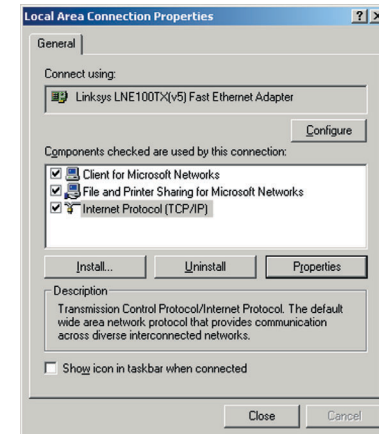 Local Area Connection Properties
General
Connect using:
Linksys LNE100TX(v5) Fast Ethernet Adapter
Configure
Components checked are used by this connection:
Client for Microsoft Networks
File and Printer Sharing for Microsoft Networks
Internet Protocol (TCP/IP)
Install... Uninstall Properties
Description
Transmission Control Protocol/Internet Protocol. The default
wide area network protocol that provides communication
across diverse interconnected networks.
Show icon in taskbar when connected
Close Cancel